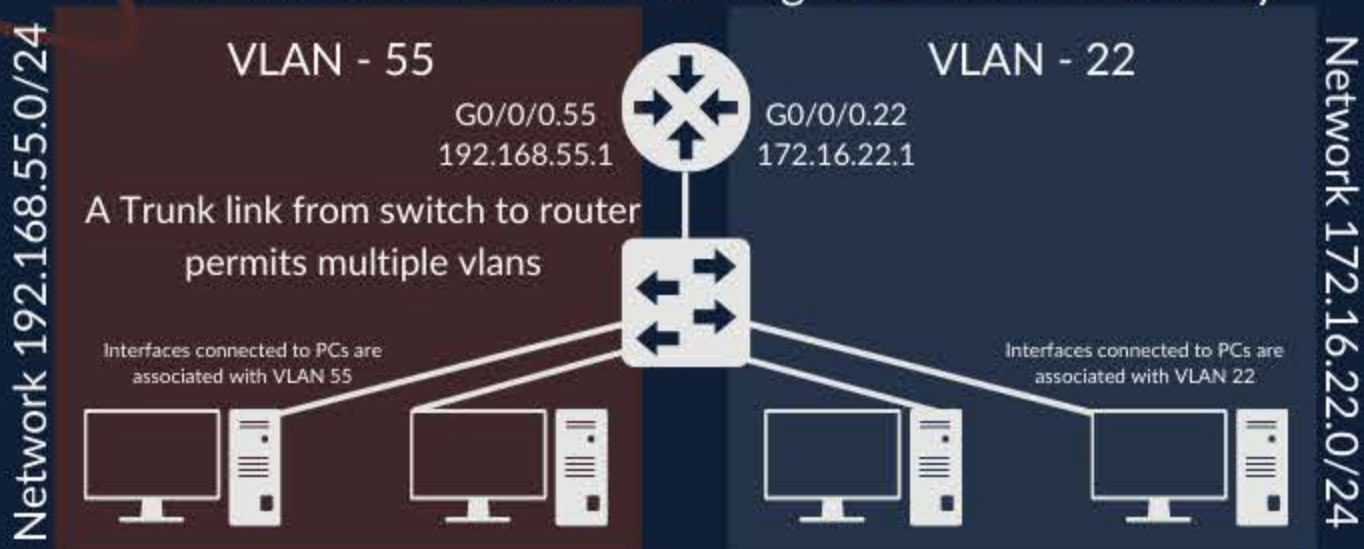 VLAN - 55
G0/0/0.55
192.168.55.1
A Trunk link from switch to router
permits multiple vlans
Interfaces connected to PCs are
associated with VLAN 55
Network 192.168.55.0/24
VLAN - 22
G0/0/0.22
172.16.22.1
Interfaces connected to PCs are
associated with VLAN 22
Network 172.16.22.0/24